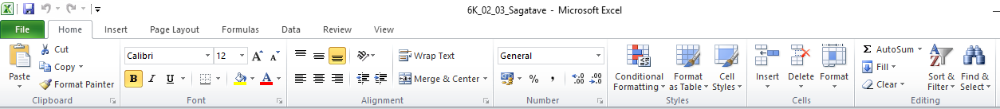 6K_02_03_Sagatave - Microsoft Excel
File Home Insert Page Layout Formulas Data Review View
Paste Cut Copy Format Painter
Clipboard
Calibri 12 A A
B I U A
Font
Wrap Text
Merge & Center
Alignment
General
% , .0 .00 .00 .0
Number
Conditional Formatting Format as Table Cell Styles
Styles
Insert Delete Format
Cells
Σ AutoSum Fill Clear Sort & Filter Find & Select
Editing